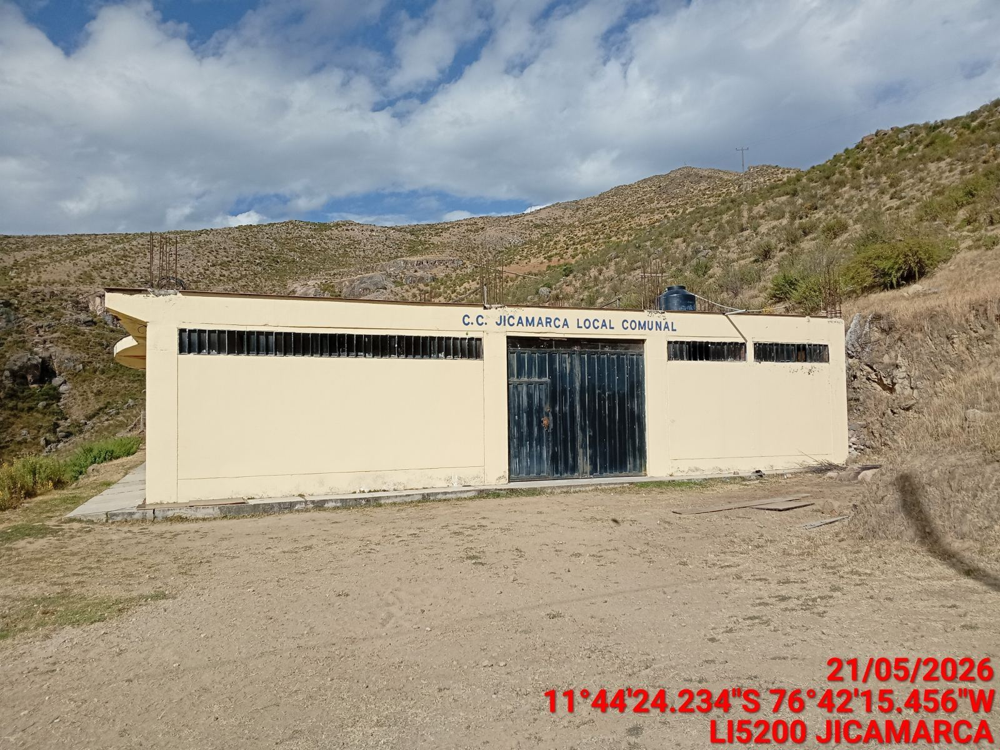 C.C. JICAMARCA LOCAL COMUNAL
21/05/2026
11°44'24.234"S 76°42'15.456"W
LI5200 JICAMARCA